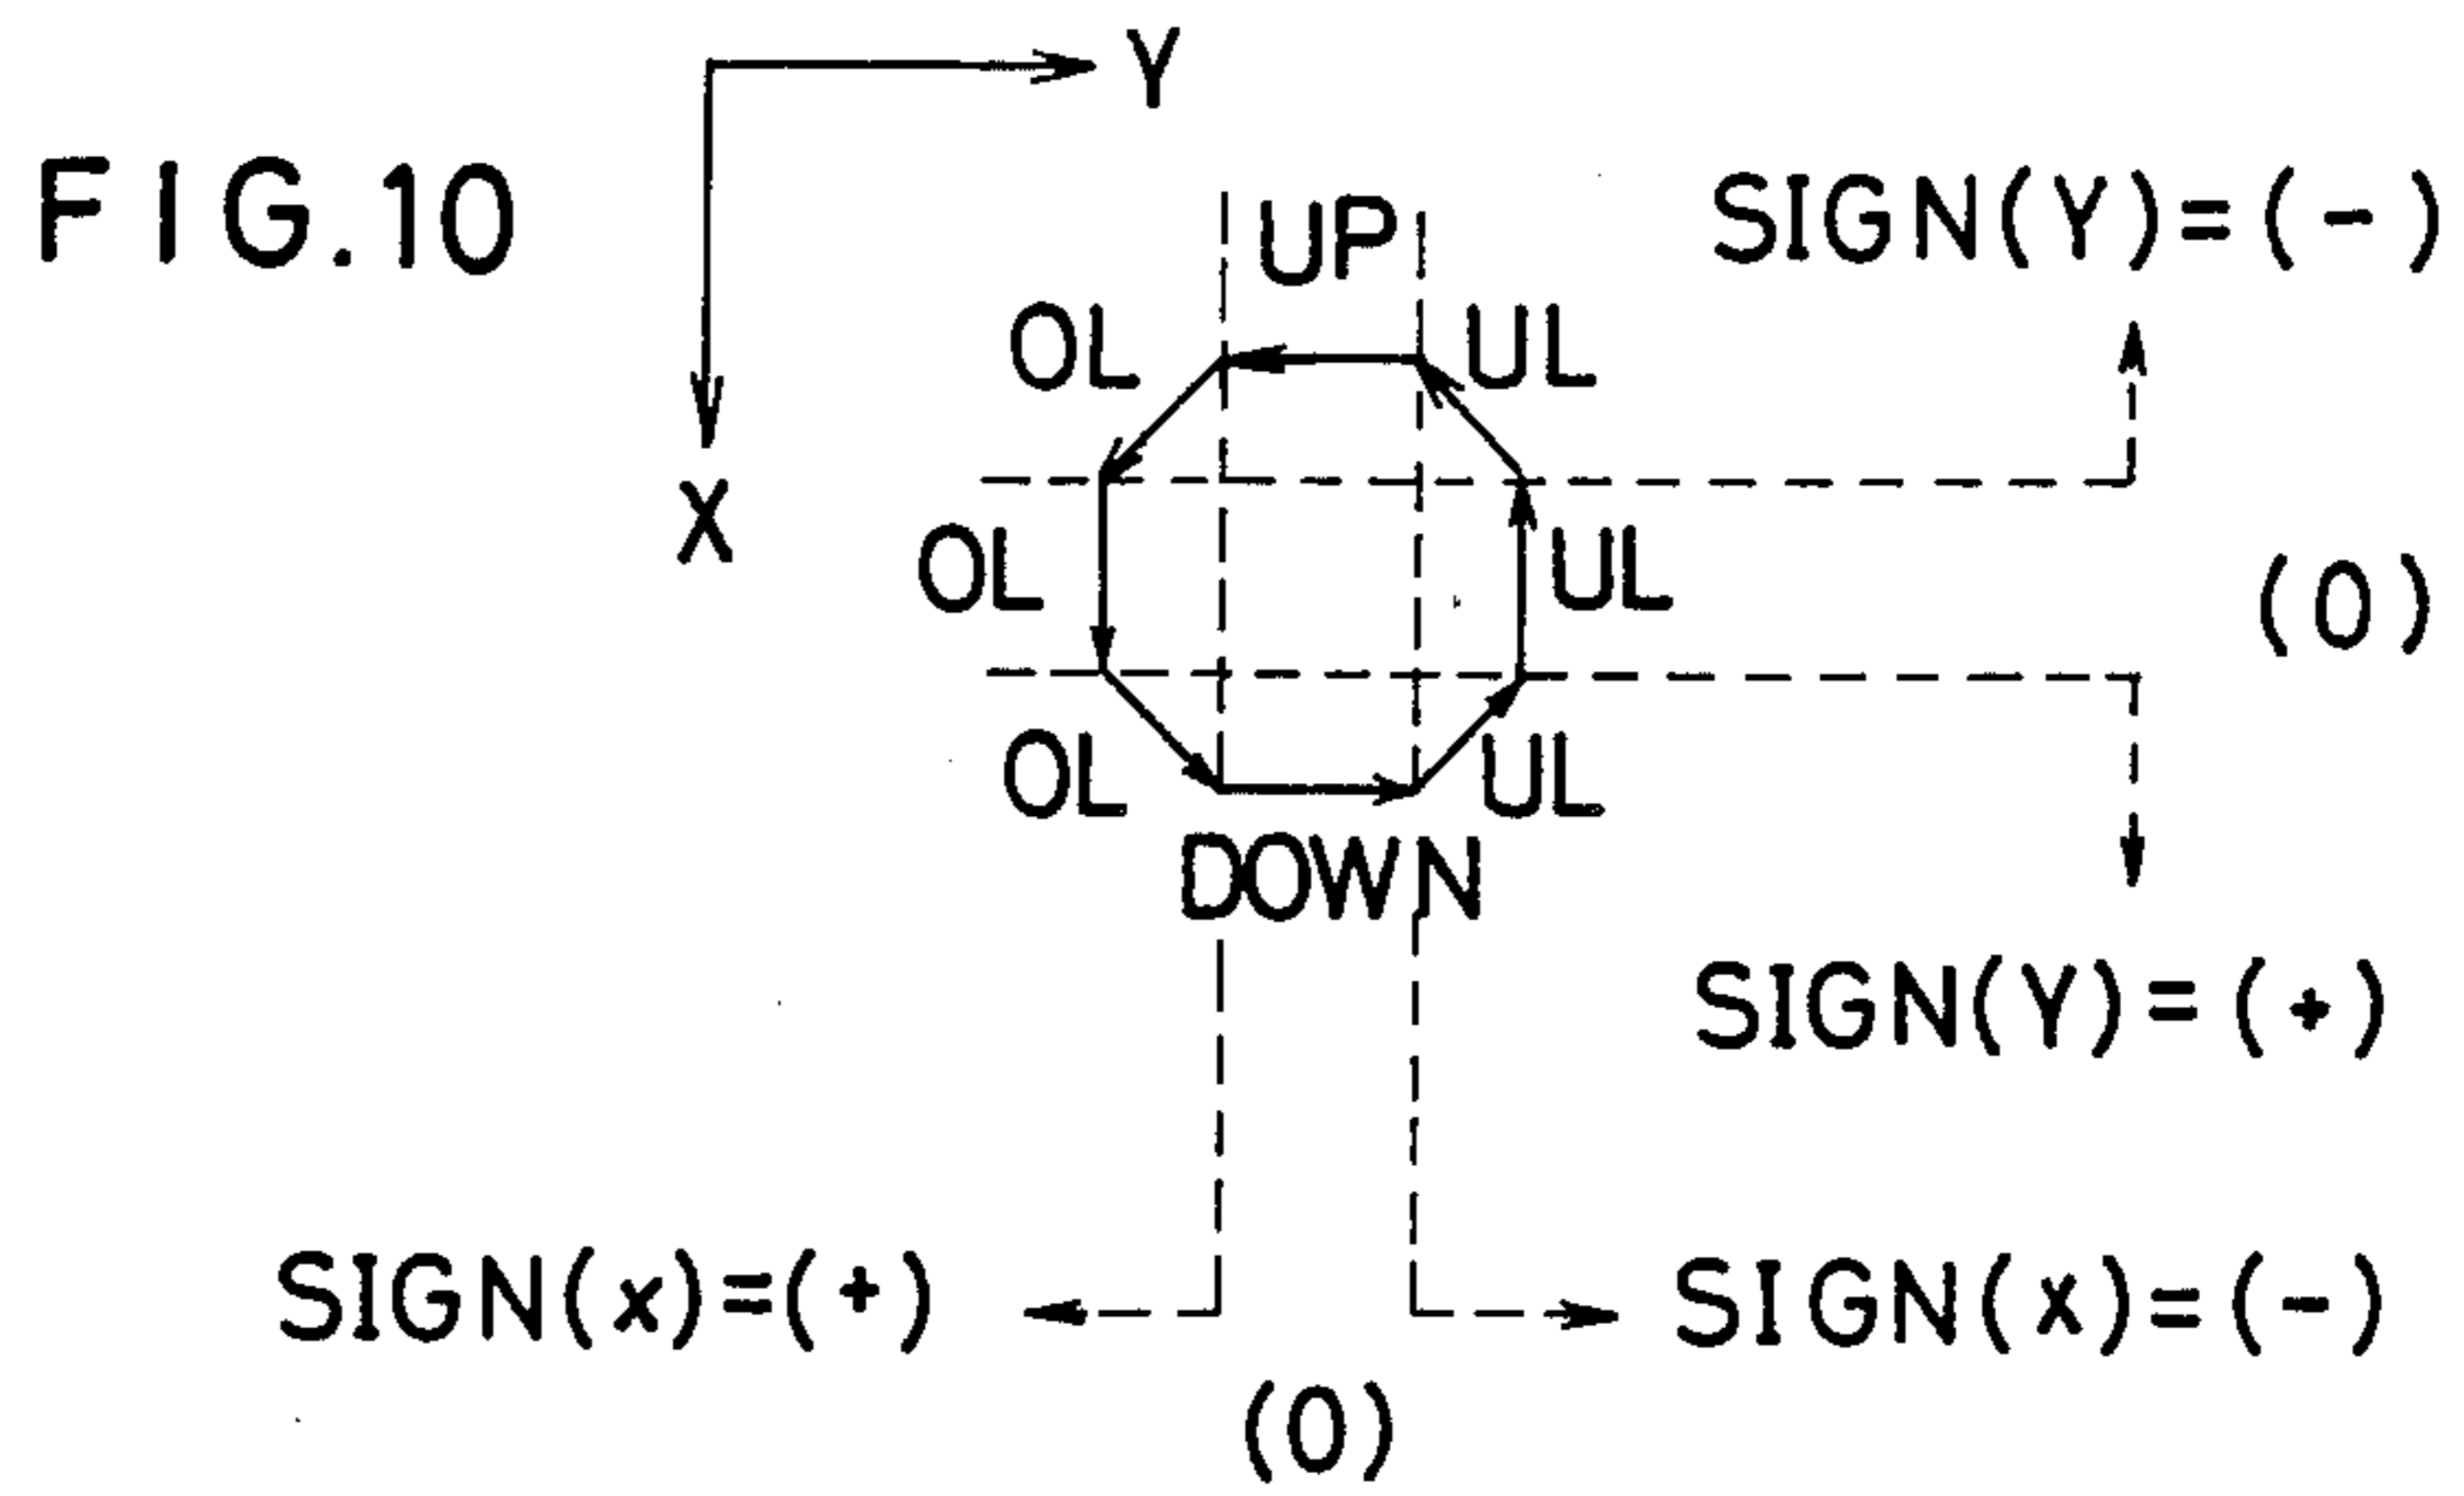 Y
FIG.10
UP
SIGN(Y)=(-)
OL
UL
X
OL
UL
(0)
OL
UL
DOWN
SIGN(Y)=(+)
SIGN(x)=(+)
SIGN(x)=(-)
(0)